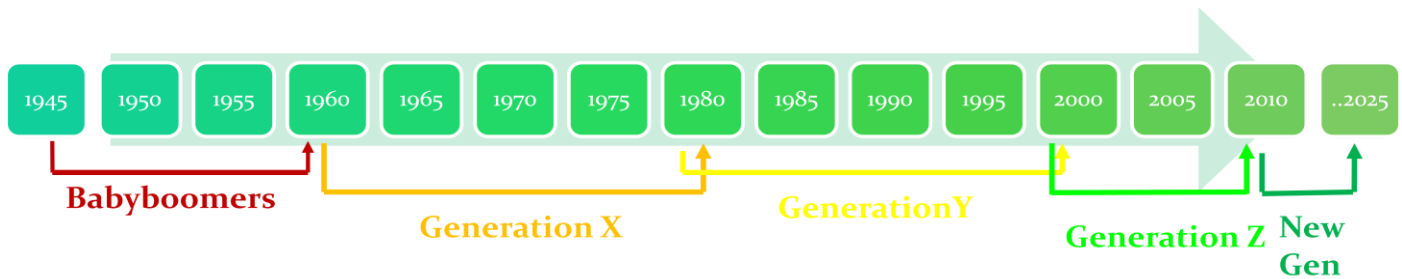 1945 1950 1955 1960 1965 1970 1975 1980 1985 1990 1995 2000 2005 2010 ..2025
Babyboomers
Generation X
GenerationY
Generation Z
New
Gen